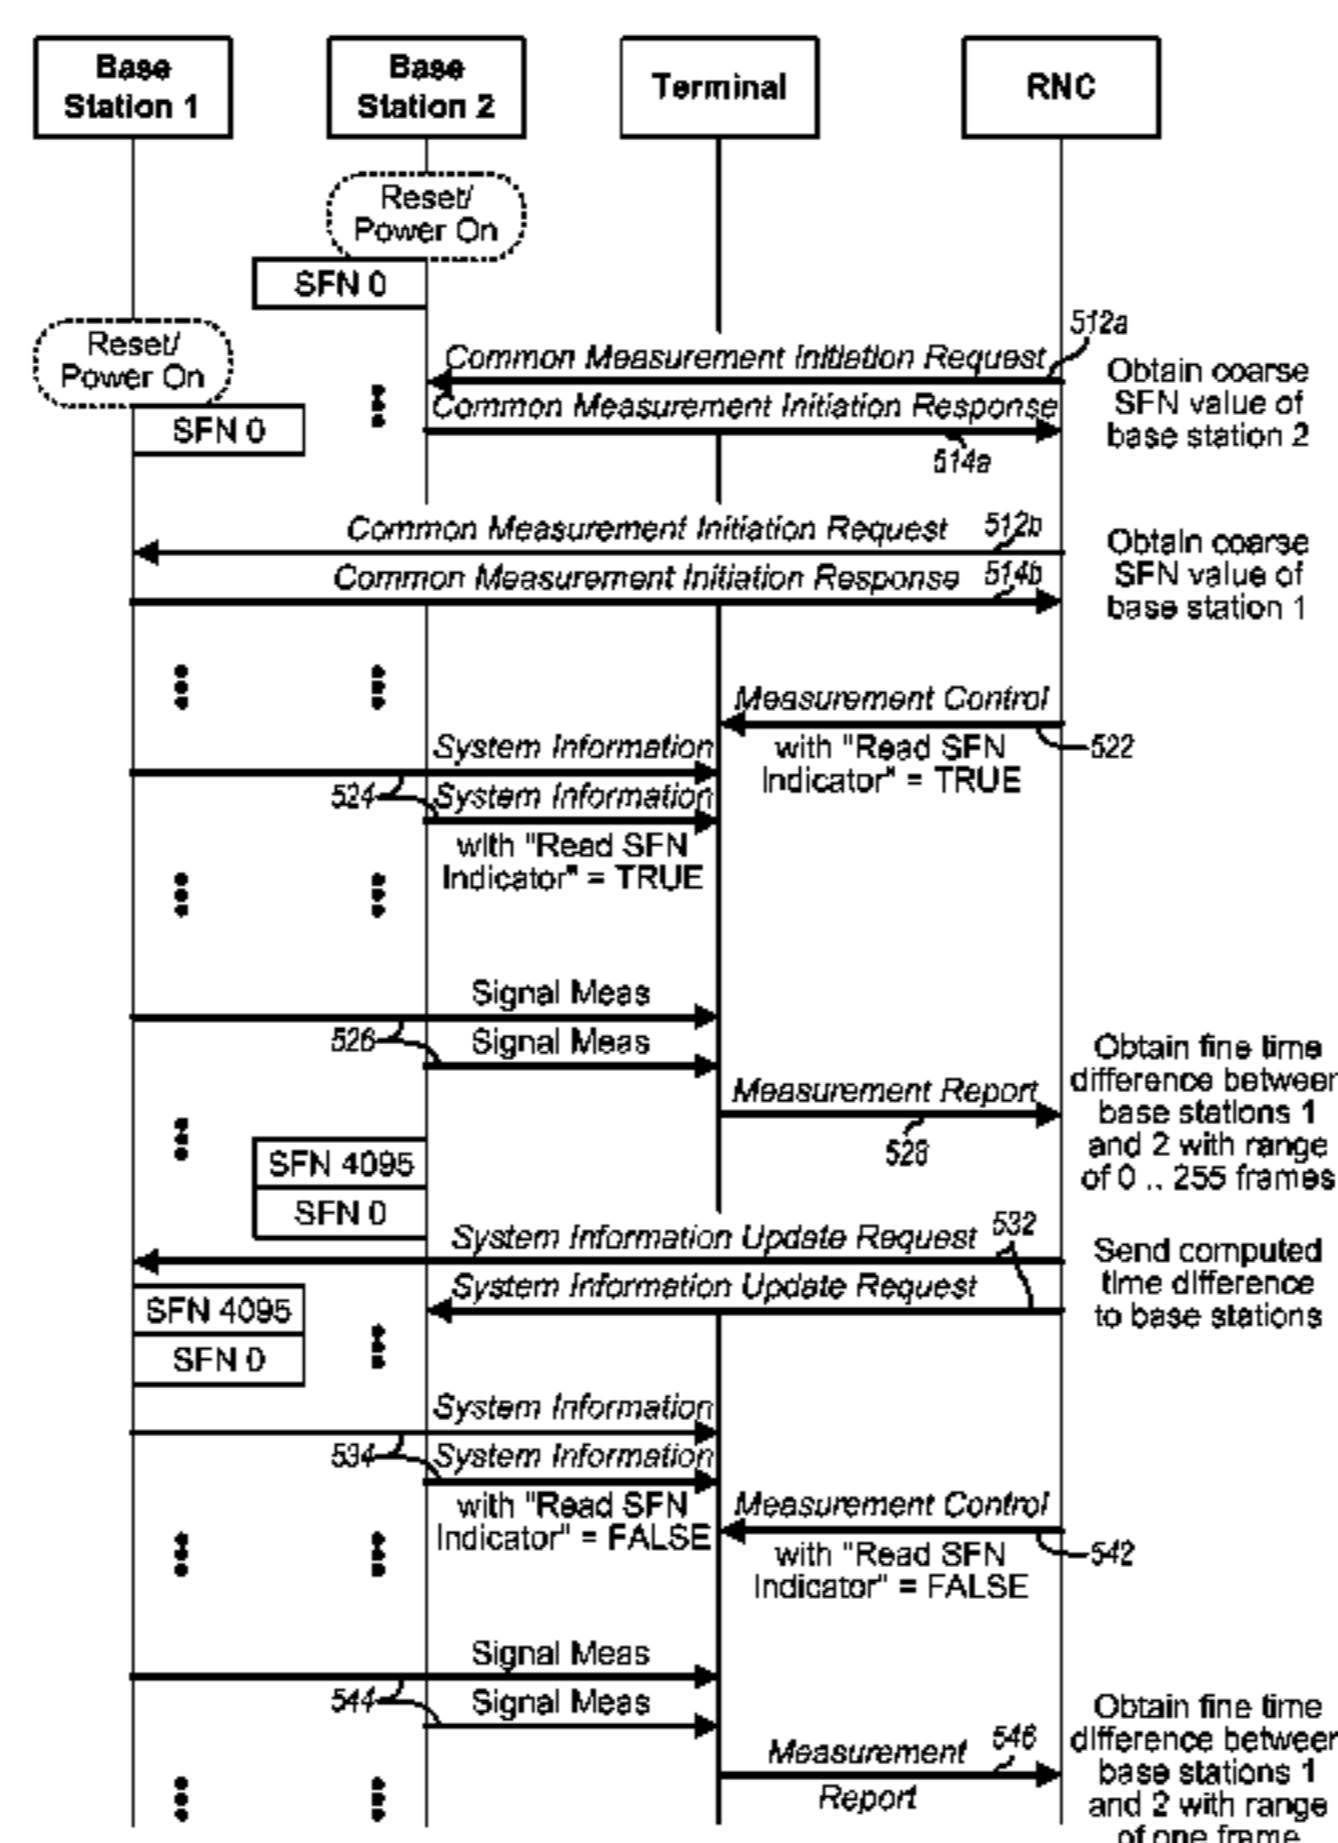 Base
Station 1
Base
Station 2
Terminal
RNC
Reset/
Power On
SFN 0
Reset/
Power On
SFN 0
Common Measurement Initiation Request
512a
Common Measurement Initiation Response
514a
Obtain coarse
SFN value of
base station 2
Common Measurement Initiation Request
512b
Common Measurement Initiation Response
514b
Obtain coarse
SFN value of
base station 1
Measurement Control
with "Read SFN
Indicator" = TRUE
522
System Information
524
System Information
with "Read SFN
Indicator" = TRUE
Signal Meas
526
Signal Meas
Measurement Report
528
Obtain fine time
difference between
base stations 1
and 2 with range
of 0 .. 255 frames
SFN 4095
SFN 0
System Information Update Request
532
System Information Update Request
Send computed
time difference
to base stations
SFN 4095
SFN 0
System Information
534
System Information
with "Read SFN
Indicator" = FALSE
Measurement Control
with "Read SFN
Indicator" = FALSE
542
Signal Meas
544
Signal Meas
Measurement
Report
546
Obtain fine time
difference between
base stations 1
and 2 with range
of one frame